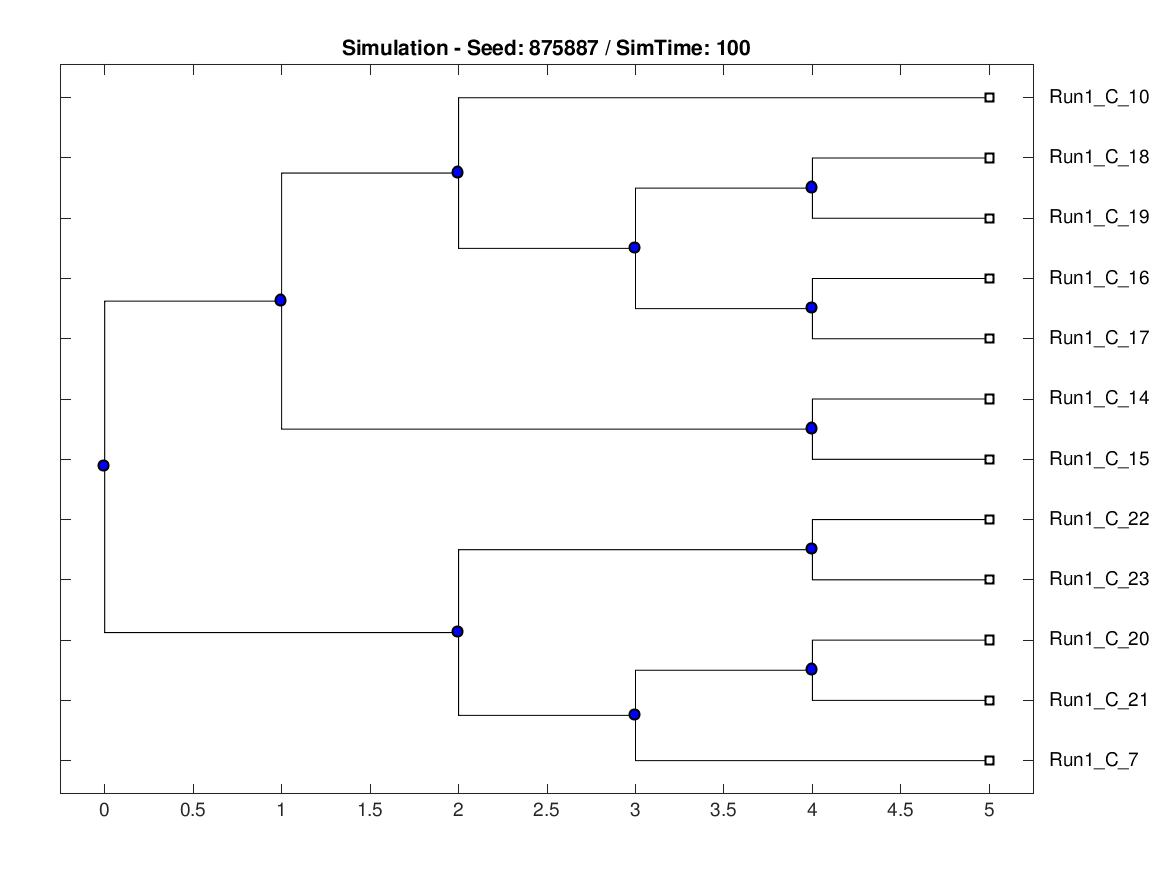 Simulation - Seed: 875887 / SimTime: 100
Run1_C_10
Run1_C_18
Run1_C_19
Run1_C_16
Run1_C_17
Run1_C_14
Run1_C_15
Run1_C_22
Run1_C_23
Run1_C_20
Run1_C_21
Run1_C_7
0 0.5 1 1.5 2 2.5 3 3.5 4 4.5 5